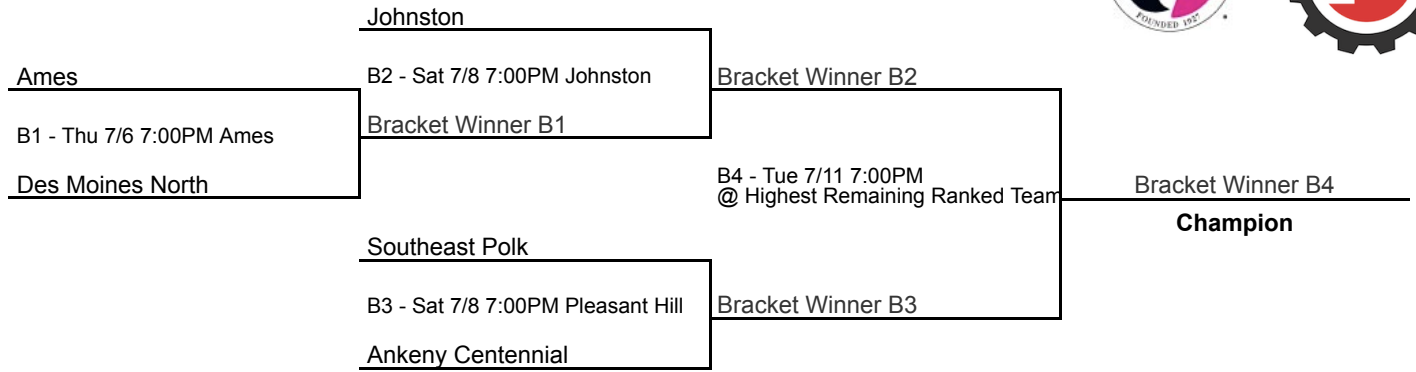 FOUNDED 1927
Johnston
Ames
B2 - Sat 7/8 7:00PM Johnston
Bracket Winner B2
B1 - Thu 7/6 7:00PM Ames
Bracket Winner B1
Des Moines North
B4 - Tue 7/11 7:00PM
@ Highest Remaining Ranked Team
Bracket Winner B4
Champion
Southeast Polk
B3 - Sat 7/8 7:00PM Pleasant Hill
Bracket Winner B3
Ankeny Centennial